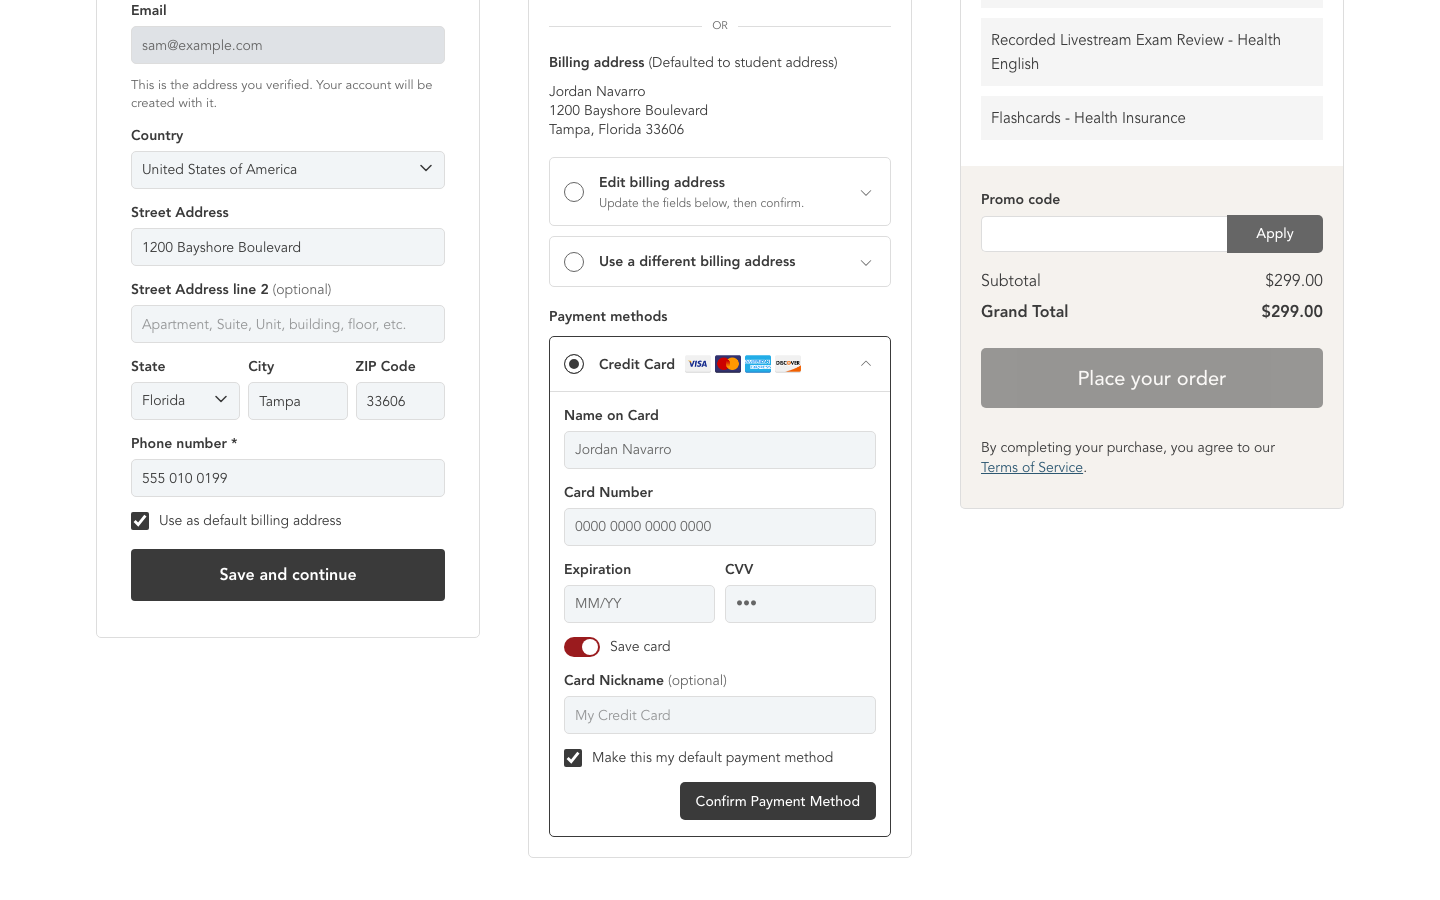 Email
sam@example.com
This is the address you verified. Your account will be
created with it.
Country
United States of America
Street Address
1200 Bayshore Boulevard
Street Address line 2 (optional)
Apartment, Suite, Unit, building, floor, etc.
State
City
ZIP Code
Florida
Tampa
33606
Phone number *
555 010 0199
Use as default billing address
Save and continue
OR
Billing address (Defaulted to student address)
Jordan Navarro
1200 Bayshore Boulevard
Tampa, Florida 33606
Edit billing address
Update the fields below, then confirm.
Use a different billing address
Payment methods
Credit Card VISA DISCOVER
Name on Card
Jordan Navarro
Card Number
0000 0000 0000 0000
Expiration
CVV
MM/YY
•••
Save card
Card Nickname (optional)
My Credit Card
Make this my default payment method
Confirm Payment Method
Recorded Livestream Exam Review - Health
English
Flashcards - Health Insurance
Promo code
Apply
Subtotal $299.00
Grand Total $299.00
Place your order
By completing your purchase, you agree to our
Terms of Service.